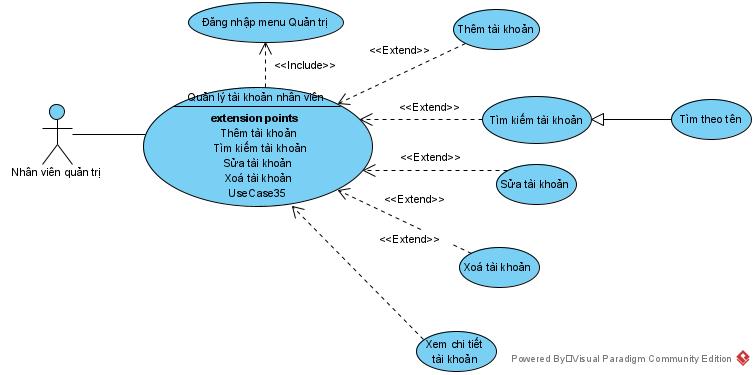 Đăng nhập menu Quản trị
<<Include>>
Thêm tài khoản
<<Extend>>
Quản lý tài khoản nhân viên
extension points
Thêm tài khoản
Tìm kiếm tài khoản
Sửa tài khoản
Xoá tài khoản
UseCase35
<<Extend>>
Tìm kiếm tài khoản
Tìm theo tên
Nhân viên quản trị
<<Extend>>
Sửa tài khoản
<<Extend>>
<<Extend>>
Xoá tài khoản
Xem chi tiết
tài khoản
Powered By Visual Paradigm Community Edition